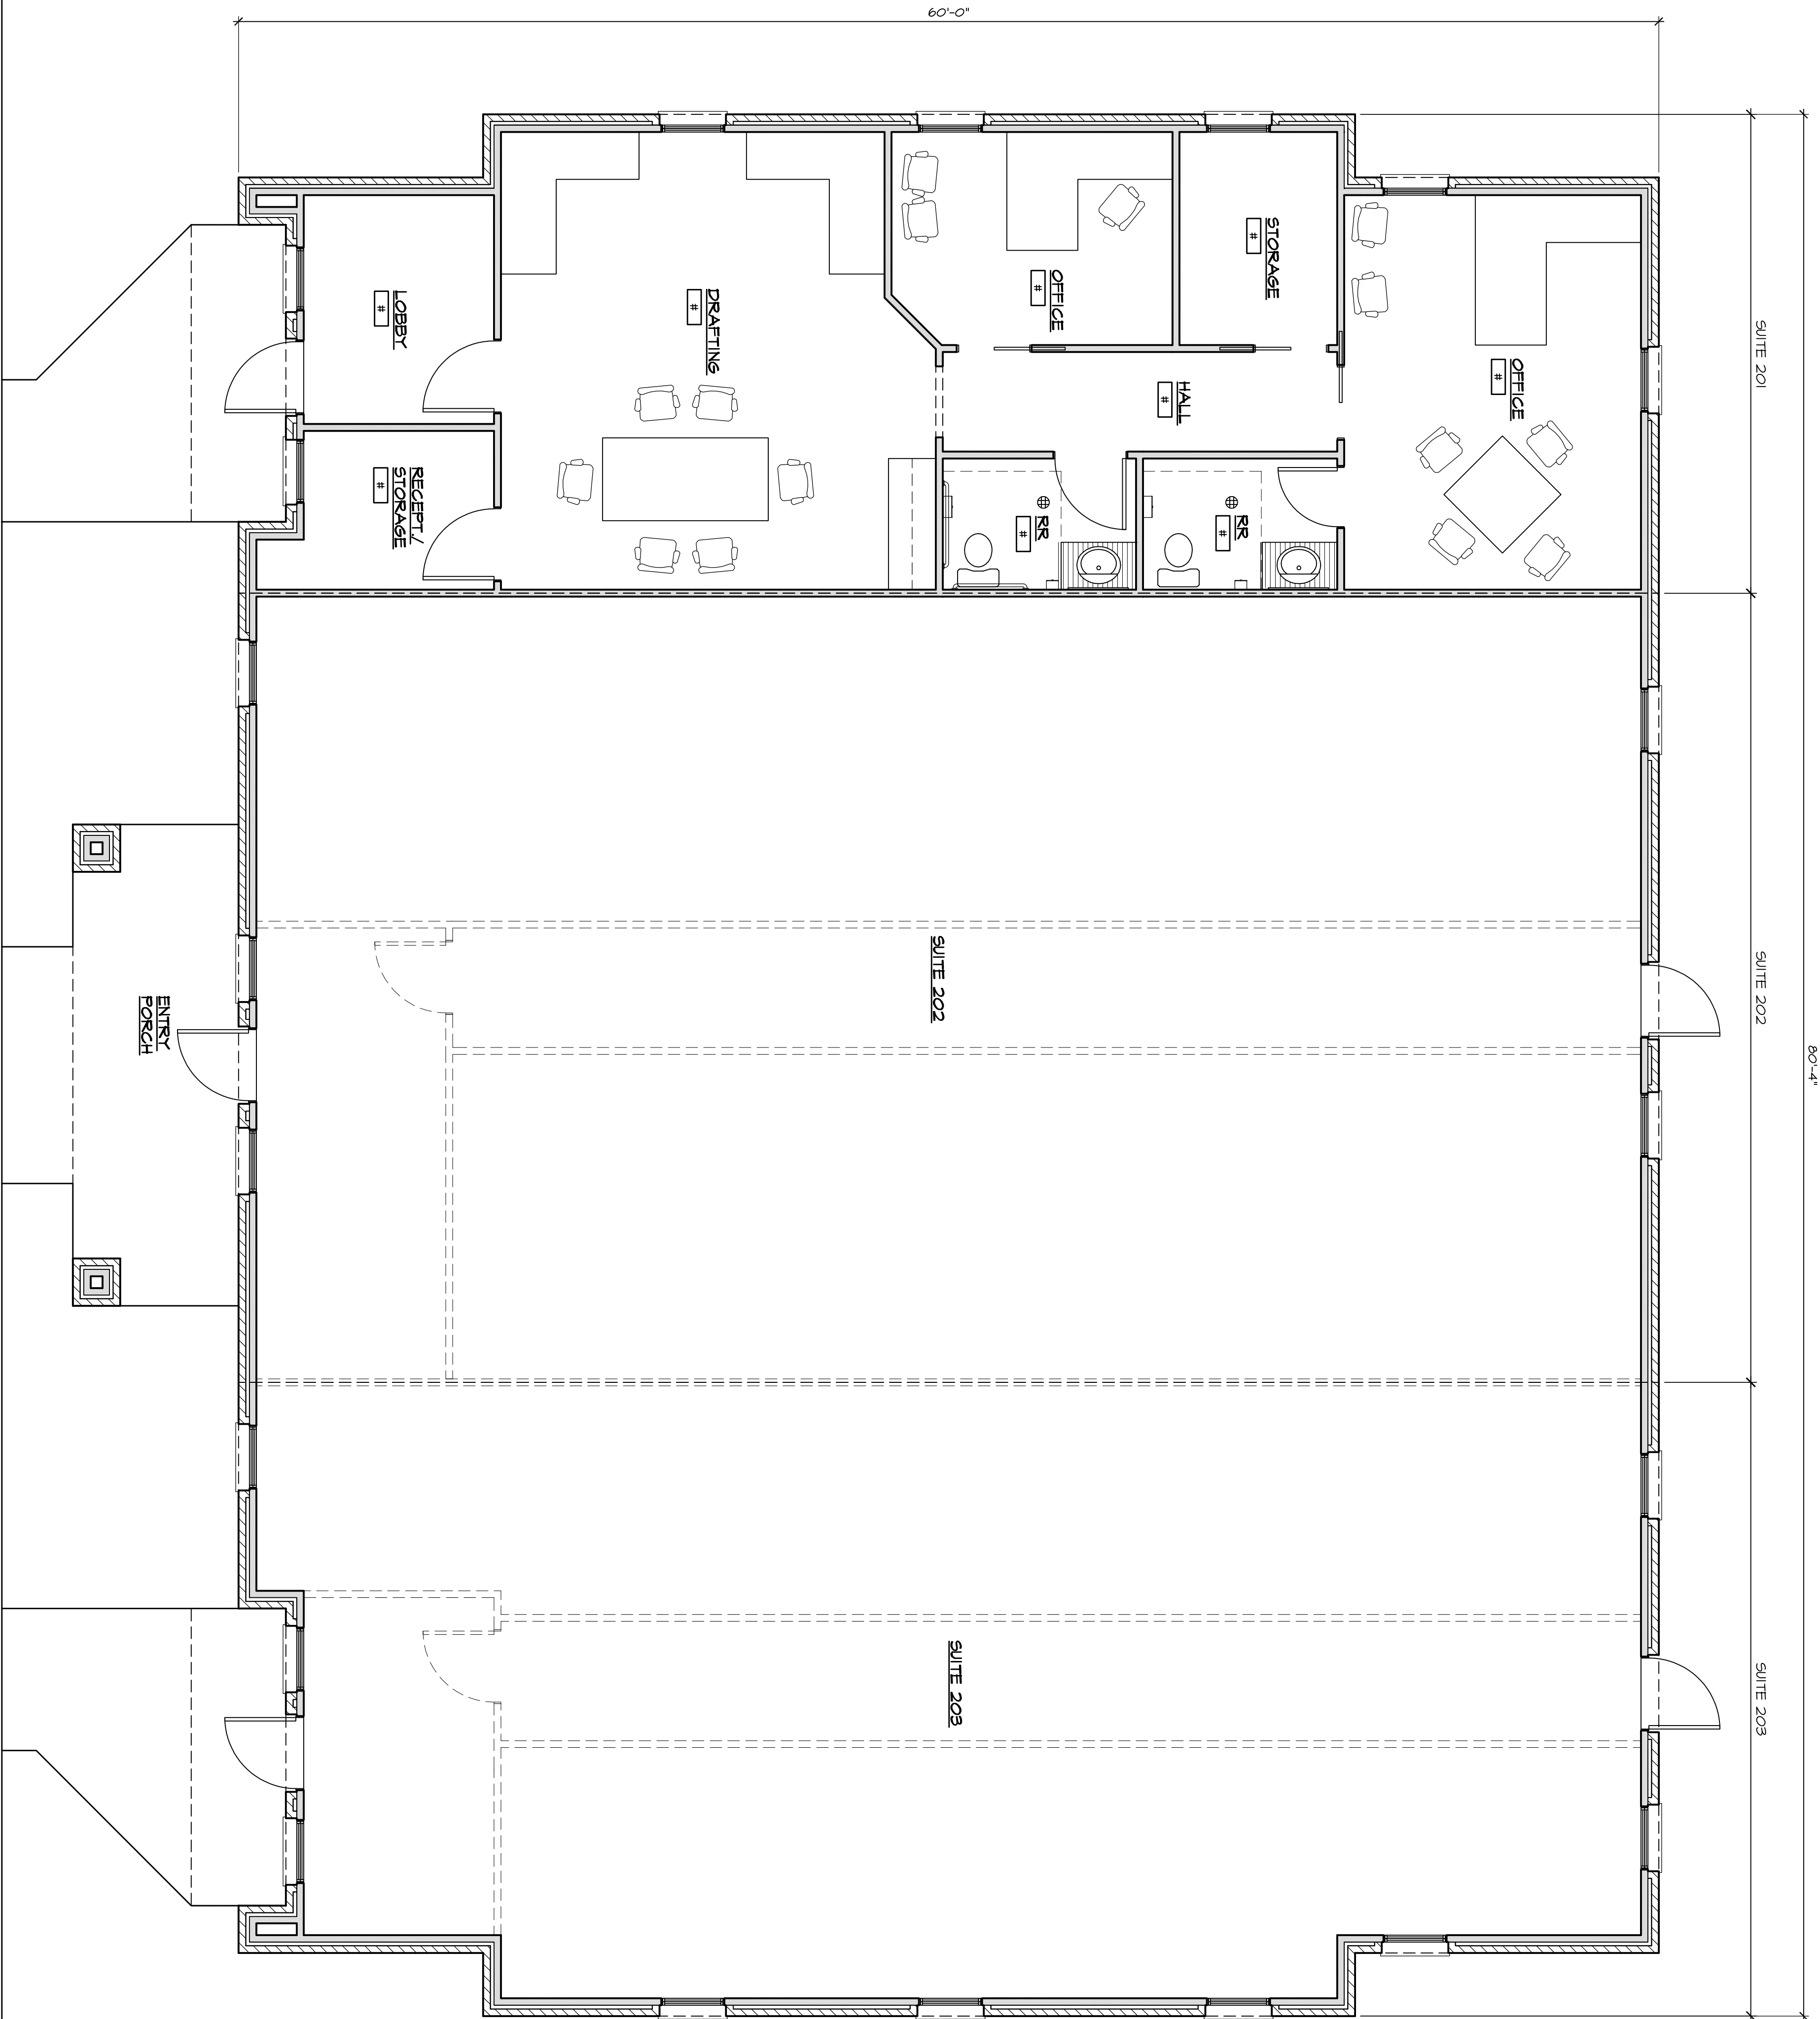 80'-4"
SUITE 201
SUITE 202
SUITE 203
60'-0"
OFFICE
#
STORAGE
#
HALL
#
OFFICE
#
RR
#
RR
#
DRAFTING
#
LOBBY
#
RECEPT./
STORAGE
#
SUITE 202
SUITE 203
ENTRY
PORCH